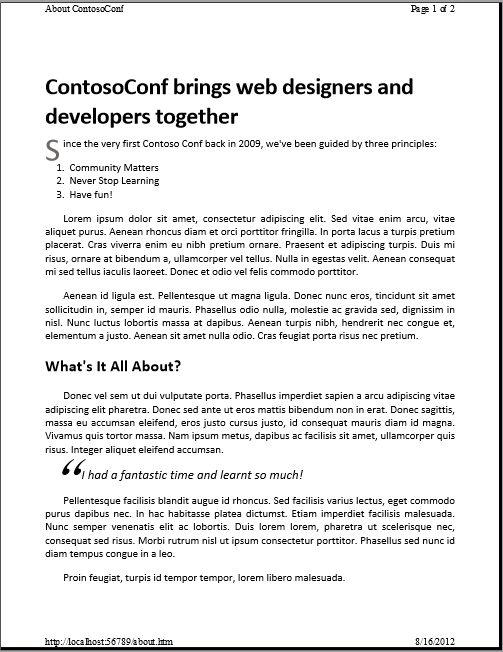 About ContosoConf Page 1 of 2
ContosoConf brings web designers and
developers together
Since the very first Contoso Conf back in 2009, we've been guided by three principles:
1. Community Matters
2. Never Stop Learning
3. Have fun!
Lorem ipsum dolor sit amet, consectetur adipiscing elit. Sed vitae enim arcu, vitae
aliquet purus. Aenean rhoncus diam et orci porttitor fringilla. In porta lacus a turpis pretium
placerat. Cras viverra enim eu nibh pretium ornare. Praesent et adipiscing turpis. Duis mi
risus, ornare at bibendum a, ullamcorper vel tellus. Nulla in egestas velit. Aenean consequat
mi sed tellus iaculis laoreet. Donec et odio vel felis commodo porttitor.
Aenean id ligula est. Pellentesque ut magna ligula. Donec nunc eros, tincidunt sit amet
sollicitudin in, semper id mauris. Phasellus odio nulla, molestie ac gravida sed, dignissim in
nisl. Nunc luctus lobortis massa at dapibus. Aenean turpis nibh, hendrerit nec congue et,
elementum a justo. Aenean sit amet nulla odio. Cras feugiat porta risus nec pretium.
What's It All About?
Donec vel sem ut dui vulputate porta. Phasellus imperdiet sapien a arcu adipiscing vitae
adipiscing elit pharetra. Donec sed ante ut eros mattis bibendum non in erat. Donec sagittis,
massa eu accumsan eleifend, eros justo cursus justo, id consequat mauris diam id magna.
Vivamus quis tortor massa. Nam ipsum metus, dapibus ac facilisis sit amet, ullamcorper quis
risus. Integer aliquet eleifend accumsan.
“I had a fantastic time and learnt so much!
Pellentesque facilisis blandit augue id rhoncus. Sed facilisis varius lectus, eget commodo
purus dapibus nec. In hac habitasse platea dictumst. Etiam imperdiet facilisis malesuada.
Nunc semper venenatis elit ac lobortis. Duis lorem lorem, pharetra ut scelerisque nec,
consequat sed risus. Morbi rutrum nisl ut ipsum consectetur porttitor. Phasellus sed nunc id
diam tempus congue in a leo.
Proin feugiat, turpis id tempor tempor, lorem libero malesuada.
http://localhost:56789/about.htm 8/16/2012